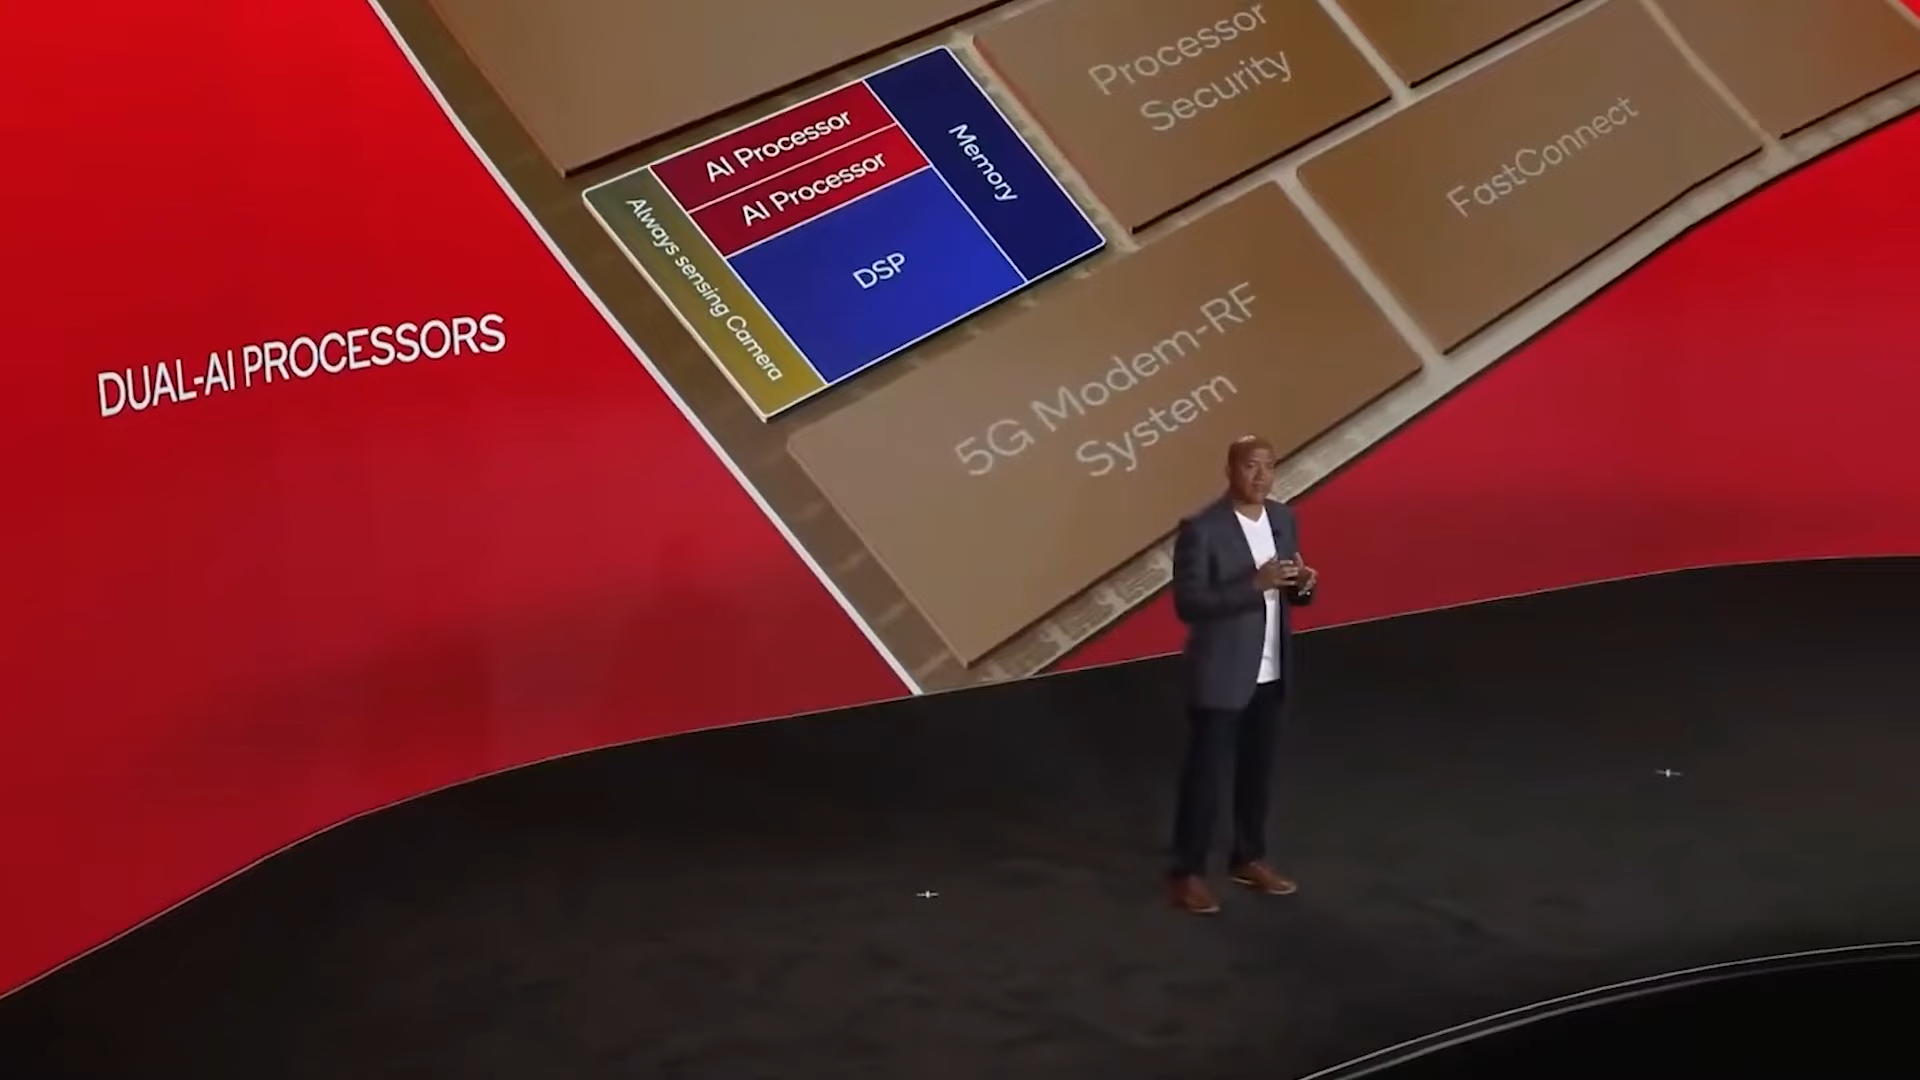 Processor
Security
AI Processor
AI Processor
Memory
FastConnect
Always sensing Camera
DSP
DUAL-AI PROCESSORS
5G Modem-RF
System